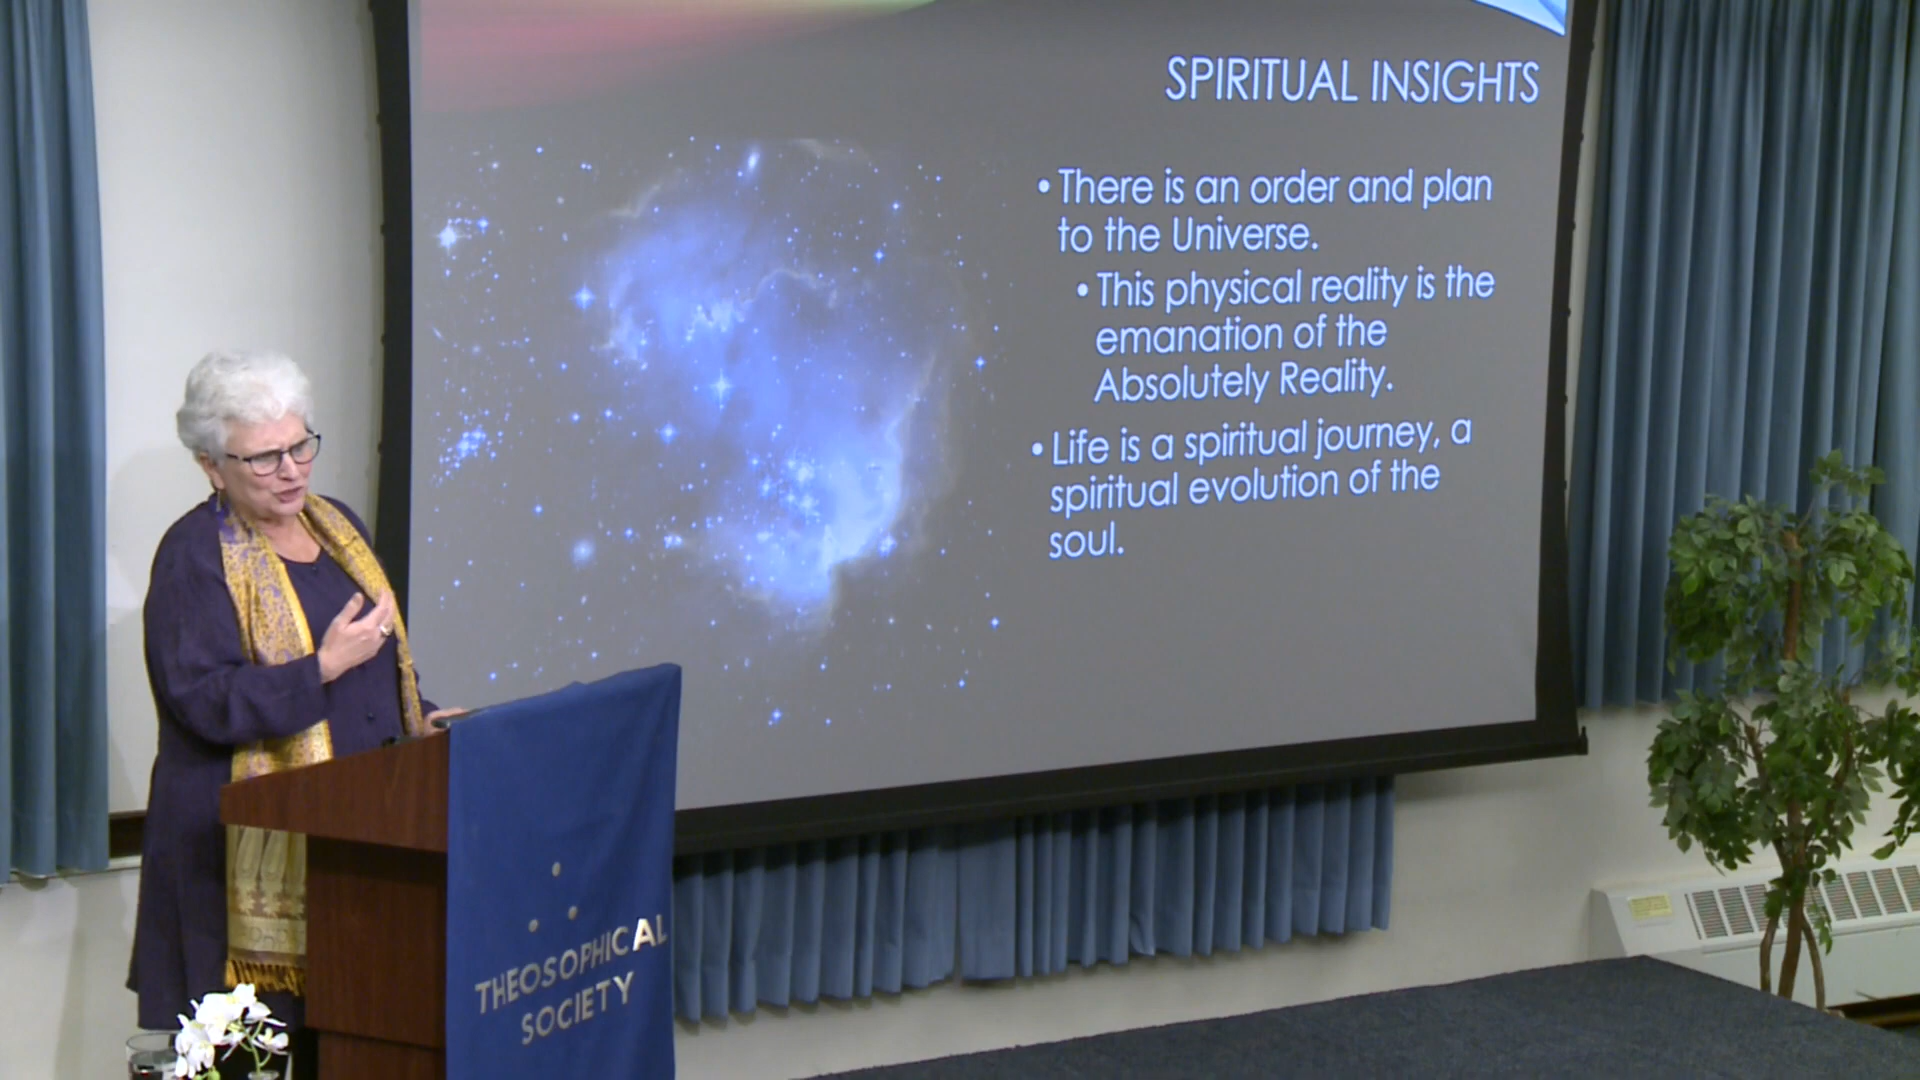 SPIRITUAL INSIGHTS
• There is an order and plan
to the Universe.
• This physical reality is the
emanation of the
Absolutely Reality.
• Life is a spiritual journey, a
spiritual evolution of the
soul.
THEOSOPHICAL
SOCIETY